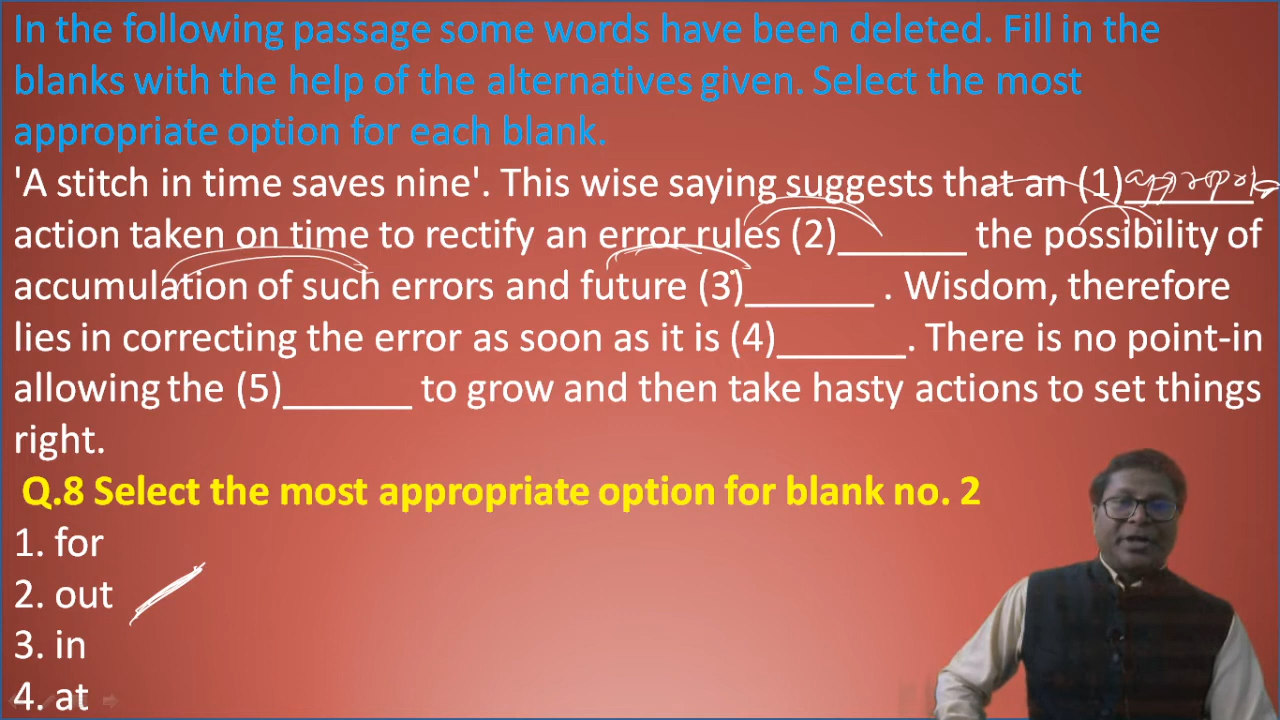 In the following passage some words have been deleted. Fill in the
blanks with the help of the alternatives given. Select the most
appropriate option for each blank.
'A stitch in time saves nine'. This wise saying suggests that an (1)______
action taken on time to rectify an error rules (2)______ the possibility of
accumulation of such errors and future (3)______ . Wisdom, therefore
lies in correcting the error as soon as it is (4)______. There is no point-in
allowing the (5)______ to grow and then take hasty actions to set things
right.
Q.8 Select the most appropriate option for blank no. 2
1. for
2. out
3. in
4. at